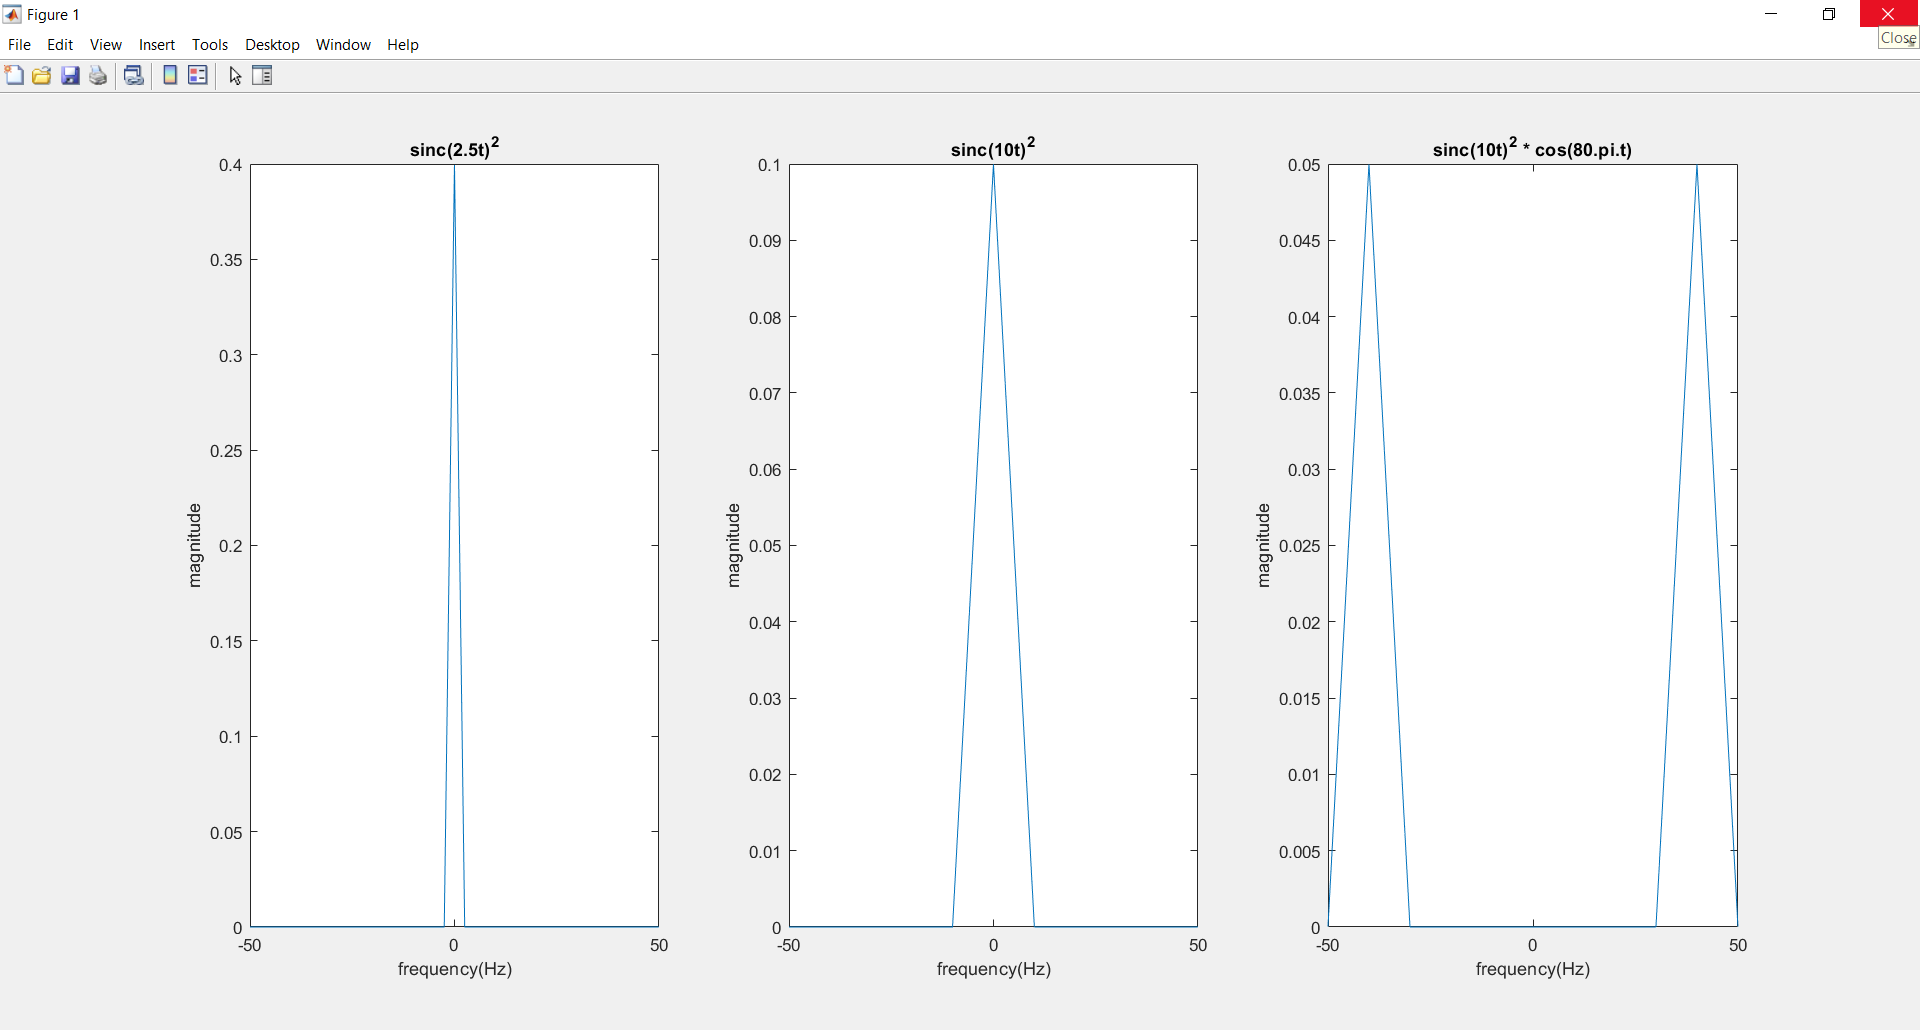 Figure 1
File Edit View Insert Tools Desktop Window Help
Close
sinc(2.5t)²
0.4
0.35
0.3
0.25
0.2
0.15
0.1
0.05
0
-50 0 50
frequency(Hz)
magnitude
sinc(10t)²
0.1
0.09
0.08
0.07
0.06
0.05
0.04
0.03
0.02
0.01
0
-50 0 50
frequency(Hz)
magnitude
sinc(10t)² * cos(80.pi.t)
0.05
0.045
0.04
0.035
0.03
0.025
0.02
0.015
0.01
0.005
0
-50 0 50
frequency(Hz)
magnitude